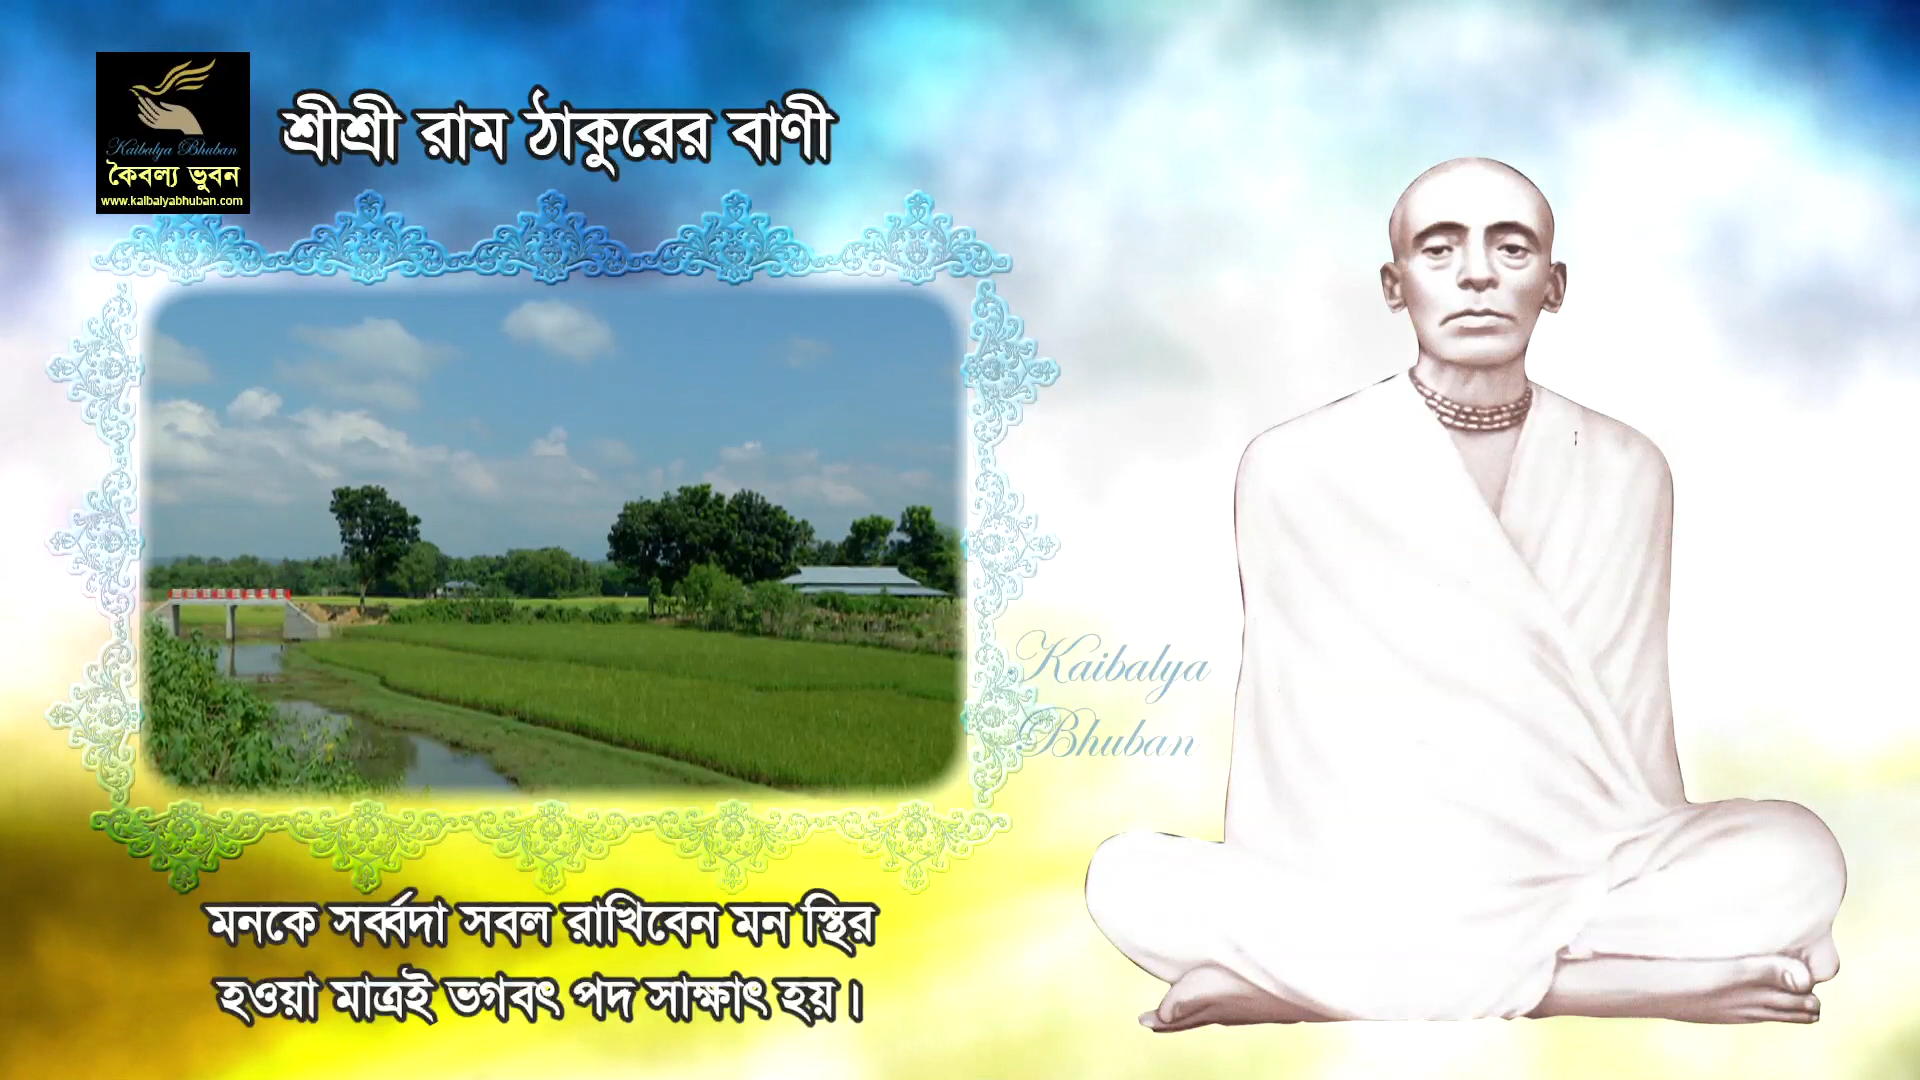 Kaibalya Bhuban
কৈবল্য ভুবন
www.kaibalyabhuban.com
শ্রীশ্রী রাম ঠাকুরের বাণী
Kaibalya
Bhuban
মনকে সর্ব্বদা সবল রাখিবেন মন স্থির
হওয়া মাত্রই ভগবৎ পদ সাক্ষাৎ হয়।